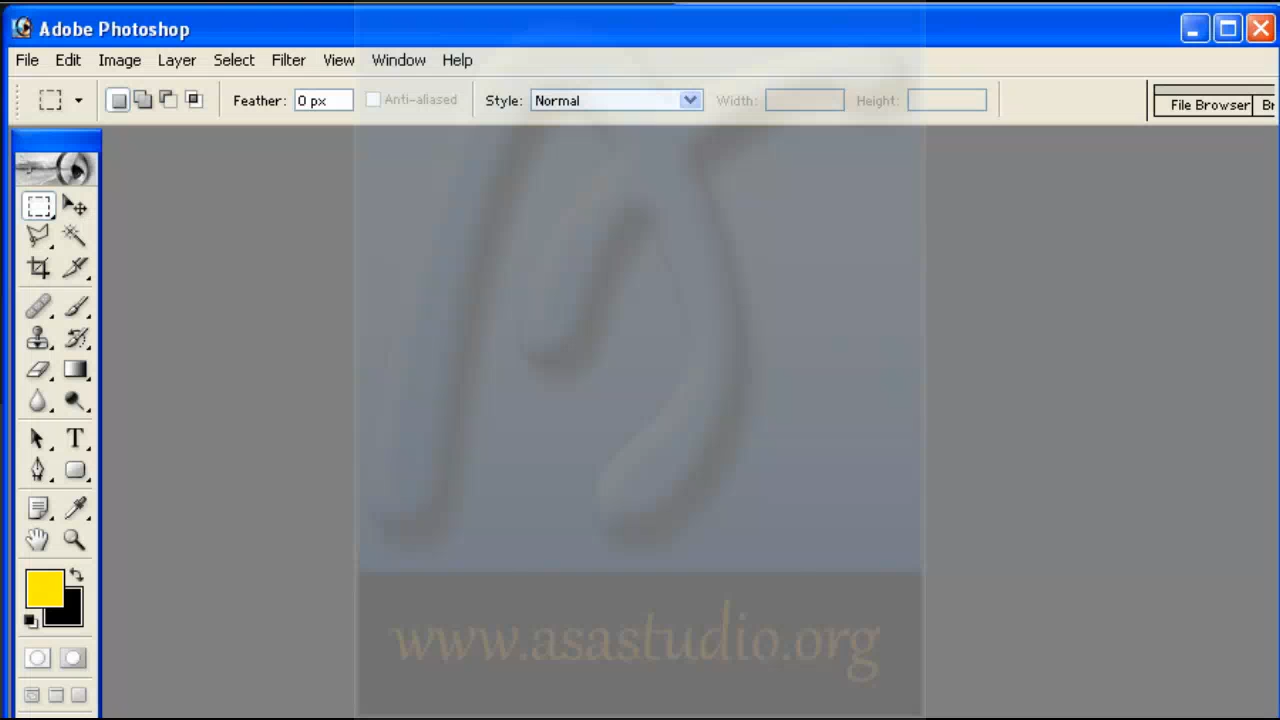 Adobe Photoshop
File Edit Image Layer Select Filter View Window Help
Feather: 0 px Anti-aliased Style: Normal Width: Height: File Browser Br
T
www.asastudio.org